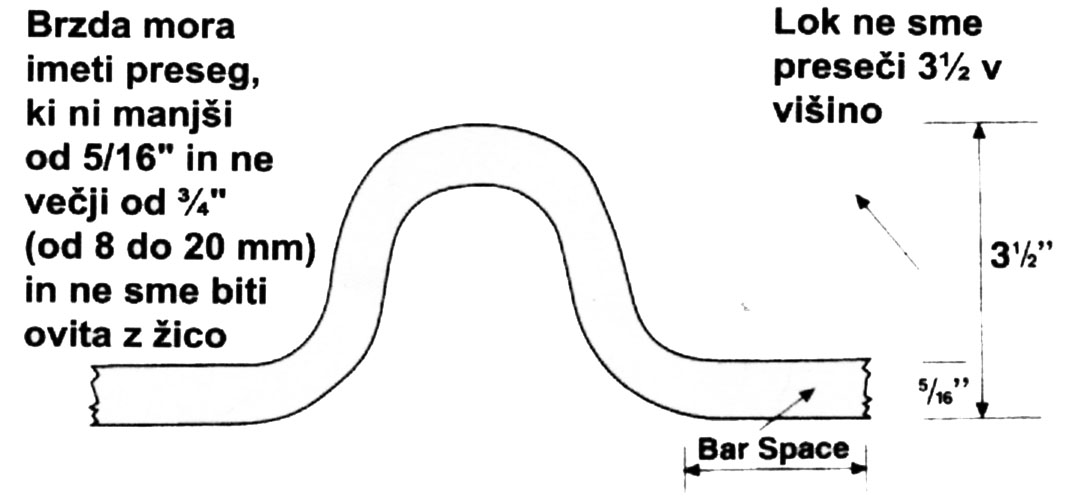 Brzda mora
imeti preseg,
ki ni manjši
od 5/16" in ne
večji od ¾"
(od 8 do 20 mm)
in ne sme biti
ovita z žico
Lok ne sme
preseči 3½ v
višino
3½”
5/16”
Bar Space